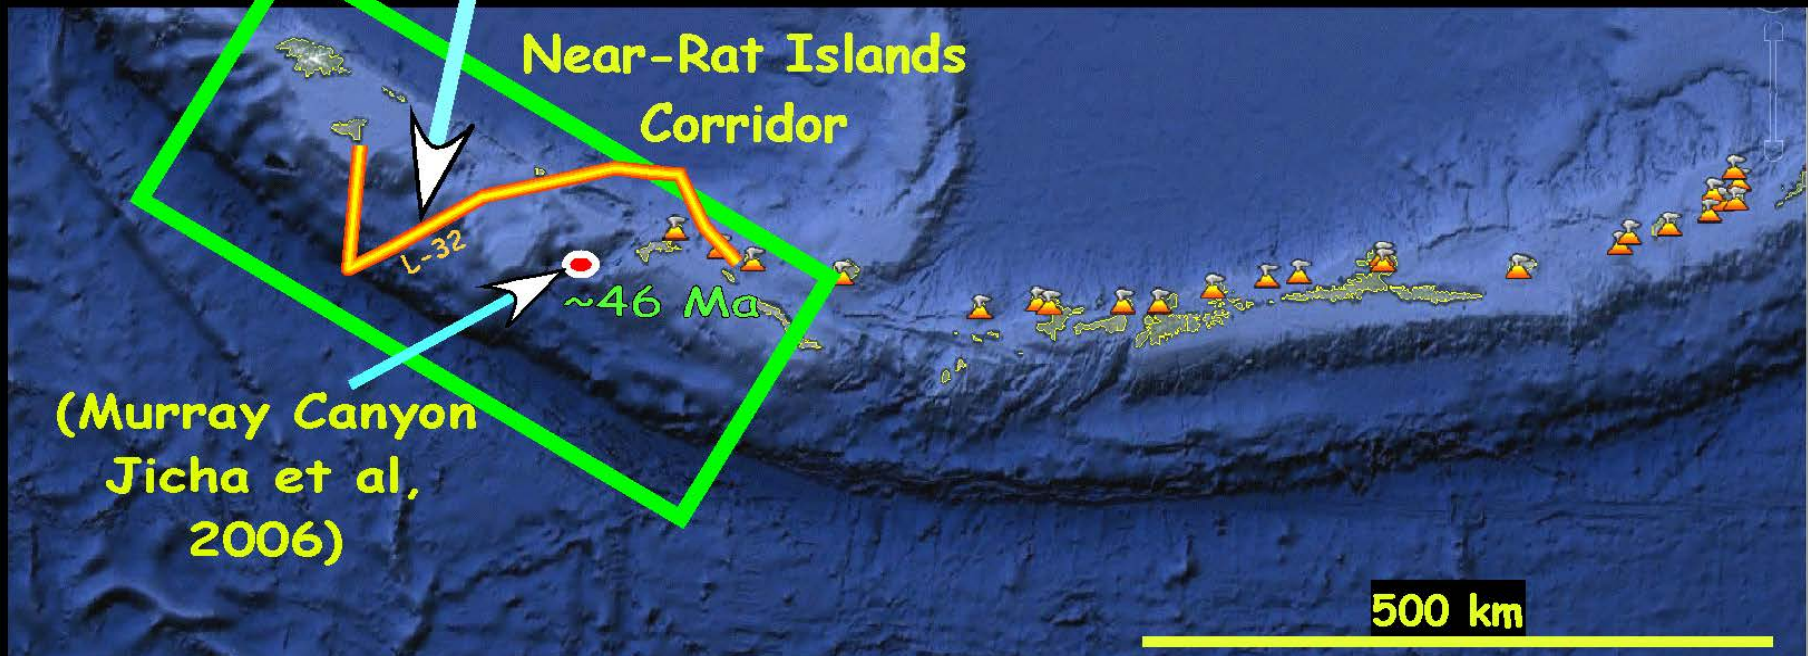 Near-Rat Islands
Corridor
L-32
~46 Ma
(Murray Canyon
Jicha et al,
2006)
500 km